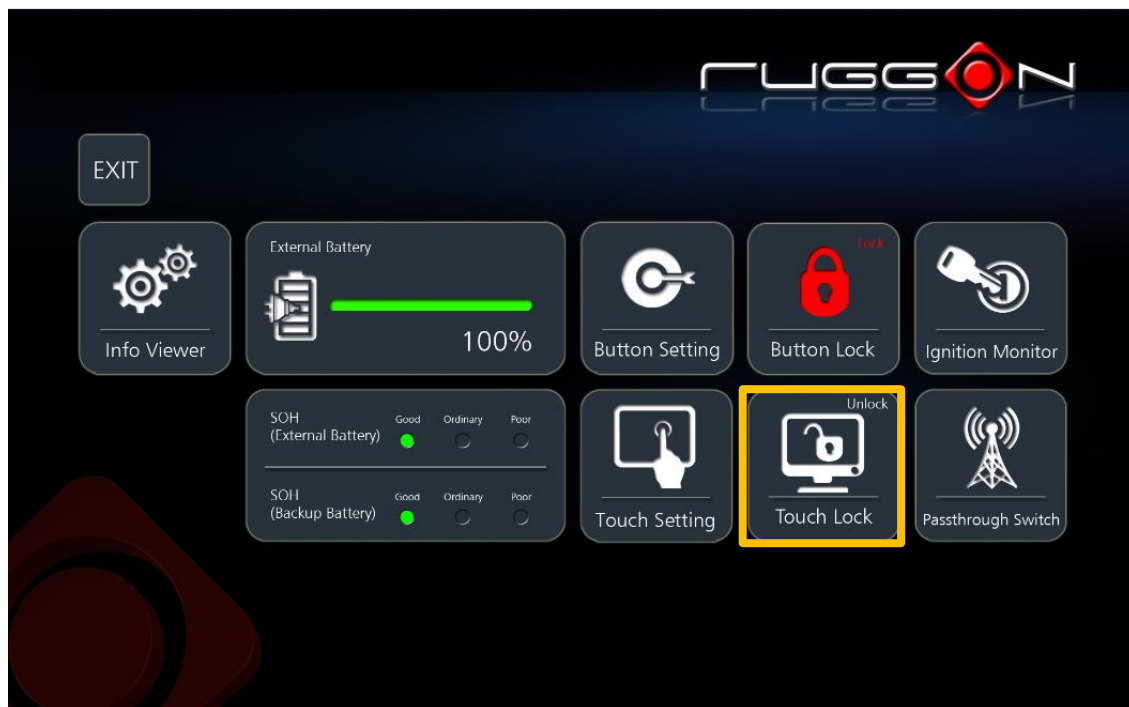 RUGGON
EXIT
Info Viewer
External Battery
100%
Button Setting
Lock
Button Lock
Ignition Monitor
SOH
(External Battery)
Good Ordinary Poor
SOH
(Backup Battery)
Good Ordinary Poor
Touch Setting
Unlock
Touch Lock
Passthrough Switch